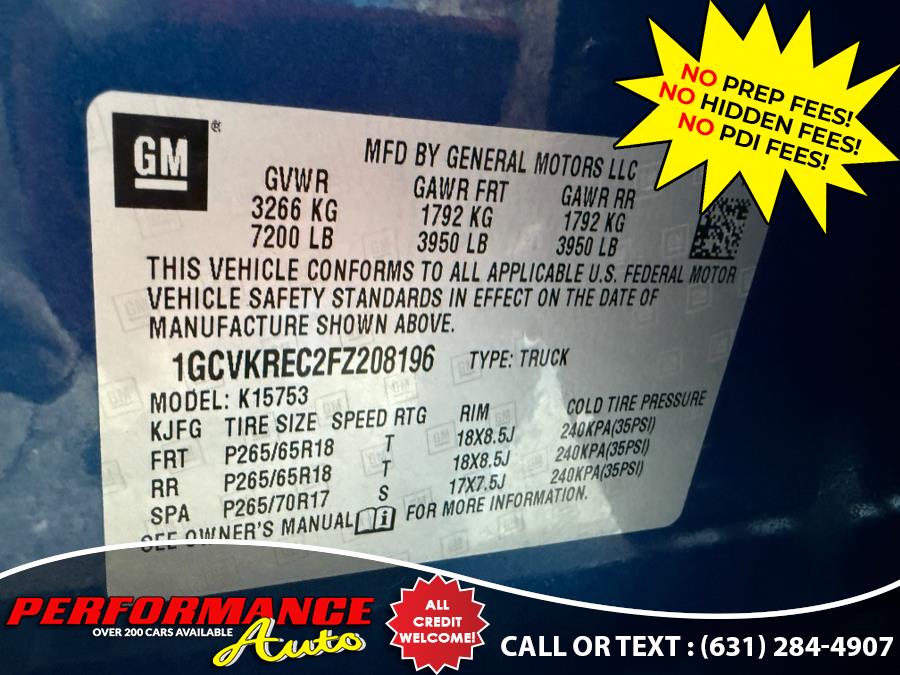 NO PREP FEES!
NO HIDDEN FEES!
NO PDI FEES!
GM
MFD BY GENERAL MOTORS LLC
GVWR GAWR FRT GAWR RR
3266 KG 1792 KG 1792 KG
7200 LB 3950 LB 3950 LB
THIS VEHICLE CONFORMS TO ALL APPLICABLE U.S. FEDERAL MOTOR
VEHICLE SAFETY STANDARDS IN EFFECT ON THE DATE OF
MANUFACTURE SHOWN ABOVE.
1GCVKREC2FZ208196 TYPE: TRUCK
MODEL: K15753
KJFG TIRE SIZE SPEED RTG RIM COLD TIRE PRESSURE
FRT P265/65R18 T 18X8.5J 240KPA(35PSI)
RR P265/65R18 T 18X8.5J 240KPA(35PSI)
SPA P265/70R17 S 17X7.5J 240KPA(35PSI)
SEE OWNER'S MANUAL FOR MORE INFORMATION.
PERFORMANCE
OVER 200 CARS AVAILABLE
Auto
ALL
CREDIT
WELCOME!
CALL OR TEXT : (631) 284-4907